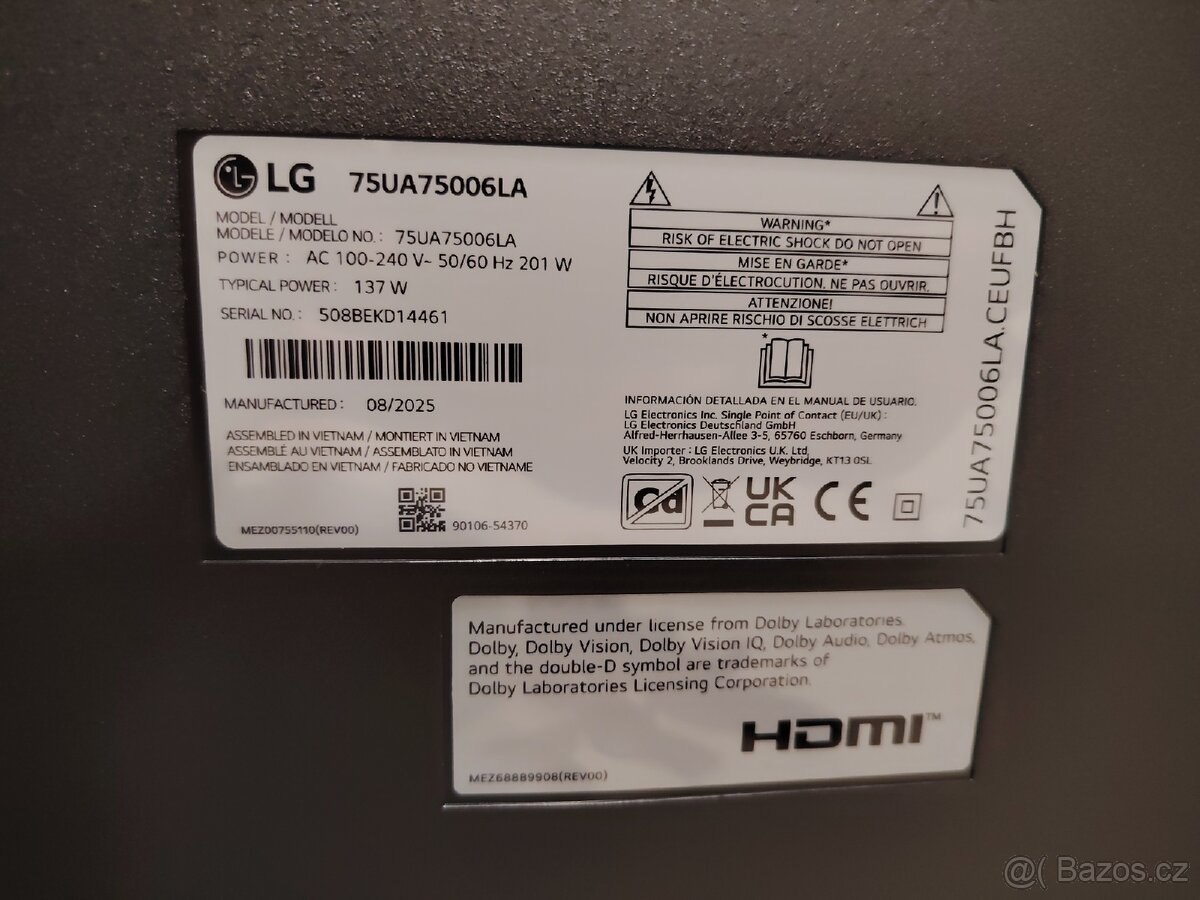 LG 75UA75006LA
MODEL / MODELL
MODELE / MODELO NO.: 75UA75006LA
POWER : AC 100-240 V~ 50/60 Hz 201 W
TYPICAL POWER : 137 W
SERIAL NO.: 508BEKD14461
MANUFACTURED : 08/2025
ASSEMBLED IN VIETNAM / MONTIERT IN VIETNAM
ASSEMBLÉ AU VIETNAM / ASSEMBLATO IN VIETNAM
ENSAMBLADO EN VIETNAM / FABRICADO NO VIETNAME
MEZ00755110(REV00)
90106-54370
WARNING*
RISK OF ELECTRIC SHOCK DO NOT OPEN
MISE EN GARDE*
RISQUE D'ÉLECTROCUTION. NE PAS OUVRIR.
ATTENZIONE!
NON APRIRE RISCHIO DI SCOSSE ELETTRICH
*
INFORMACIÓN DETALLADA EN EL MANUAL DE USUARIO.
LG Electronics Inc. Single Point of Contact (EU/UK) :
LG Electronics Deutschland GmbH
Alfred-Herrhausen-Allee 3-5, 65760 Eschborn, Germany
UK Importer : LG Electronics U.K. Ltd,
Velocity 2, Brooklands Drive, Weybridge, KT13 0SL
Cd
UK
CA
CE
75UA75006LA.CEUFBH
Manufactured under license from Dolby Laboratories.
Dolby, Dolby Vision, Dolby Vision IQ, Dolby Audio, Dolby Atmos,
and the double-D symbol are trademarks of
Dolby Laboratories Licensing Corporation.
HDMI™
MEZ68889908(REV00)
@( Bazos.cz